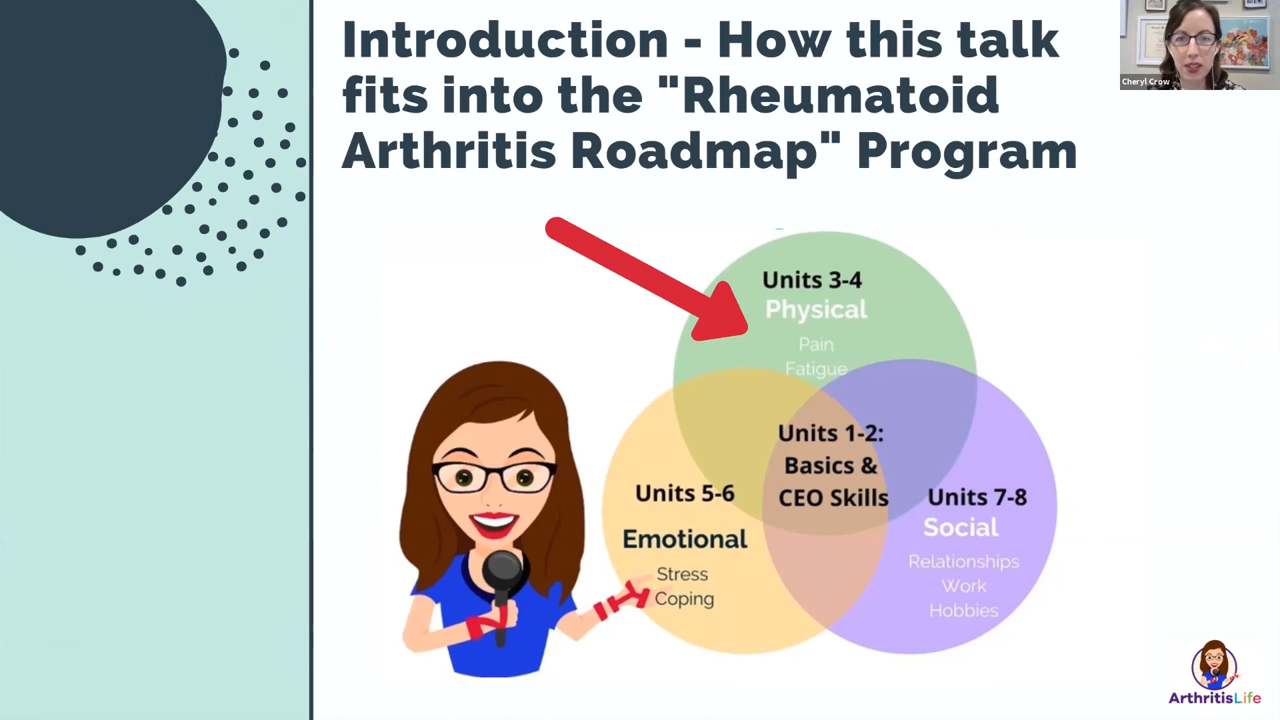 Introduction - How this talk
fits into the "Rheumatoid
Arthritis Roadmap" Program
Cheryl Crow
Units 3-4
Physical
Pain
Fatigue
Units 1-2:
Basics &
CEO Skills
Units 5-6
Emotional
Stress
Coping
Units 7-8
Social
Relationships
Work
Hobbies
ArthritisLife